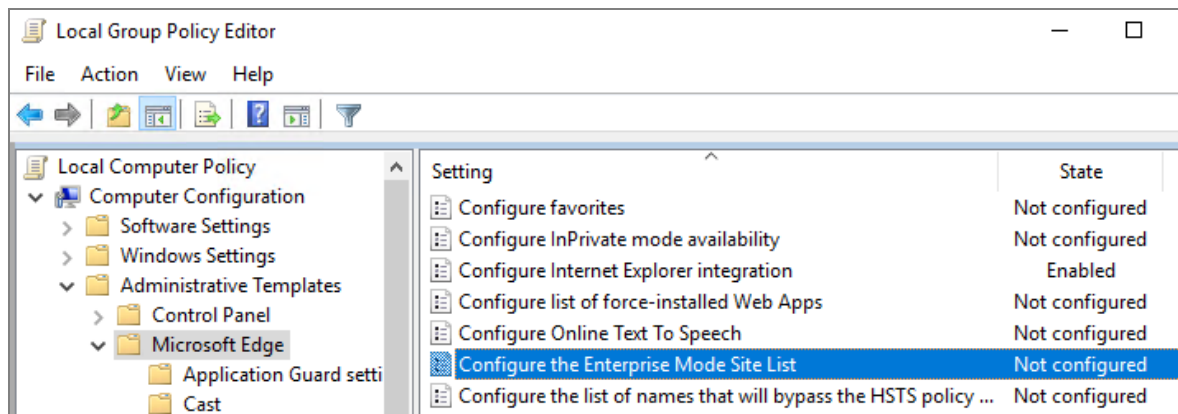 Local Group Policy Editor
File Action View Help
Local Computer Policy
Computer Configuration
Software Settings
Windows Settings
Administrative Templates
Control Panel
Microsoft Edge
Application Guard setti
Cast
Setting State
Configure favorites Not configured
Configure InPrivate mode availability Not configured
Configure Internet Explorer integration Enabled
Configure list of force-installed Web Apps Not configured
Configure Online Text To Speech Not configured
Configure the Enterprise Mode Site List Not configured
Configure the list of names that will bypass the HSTS policy ... Not configured